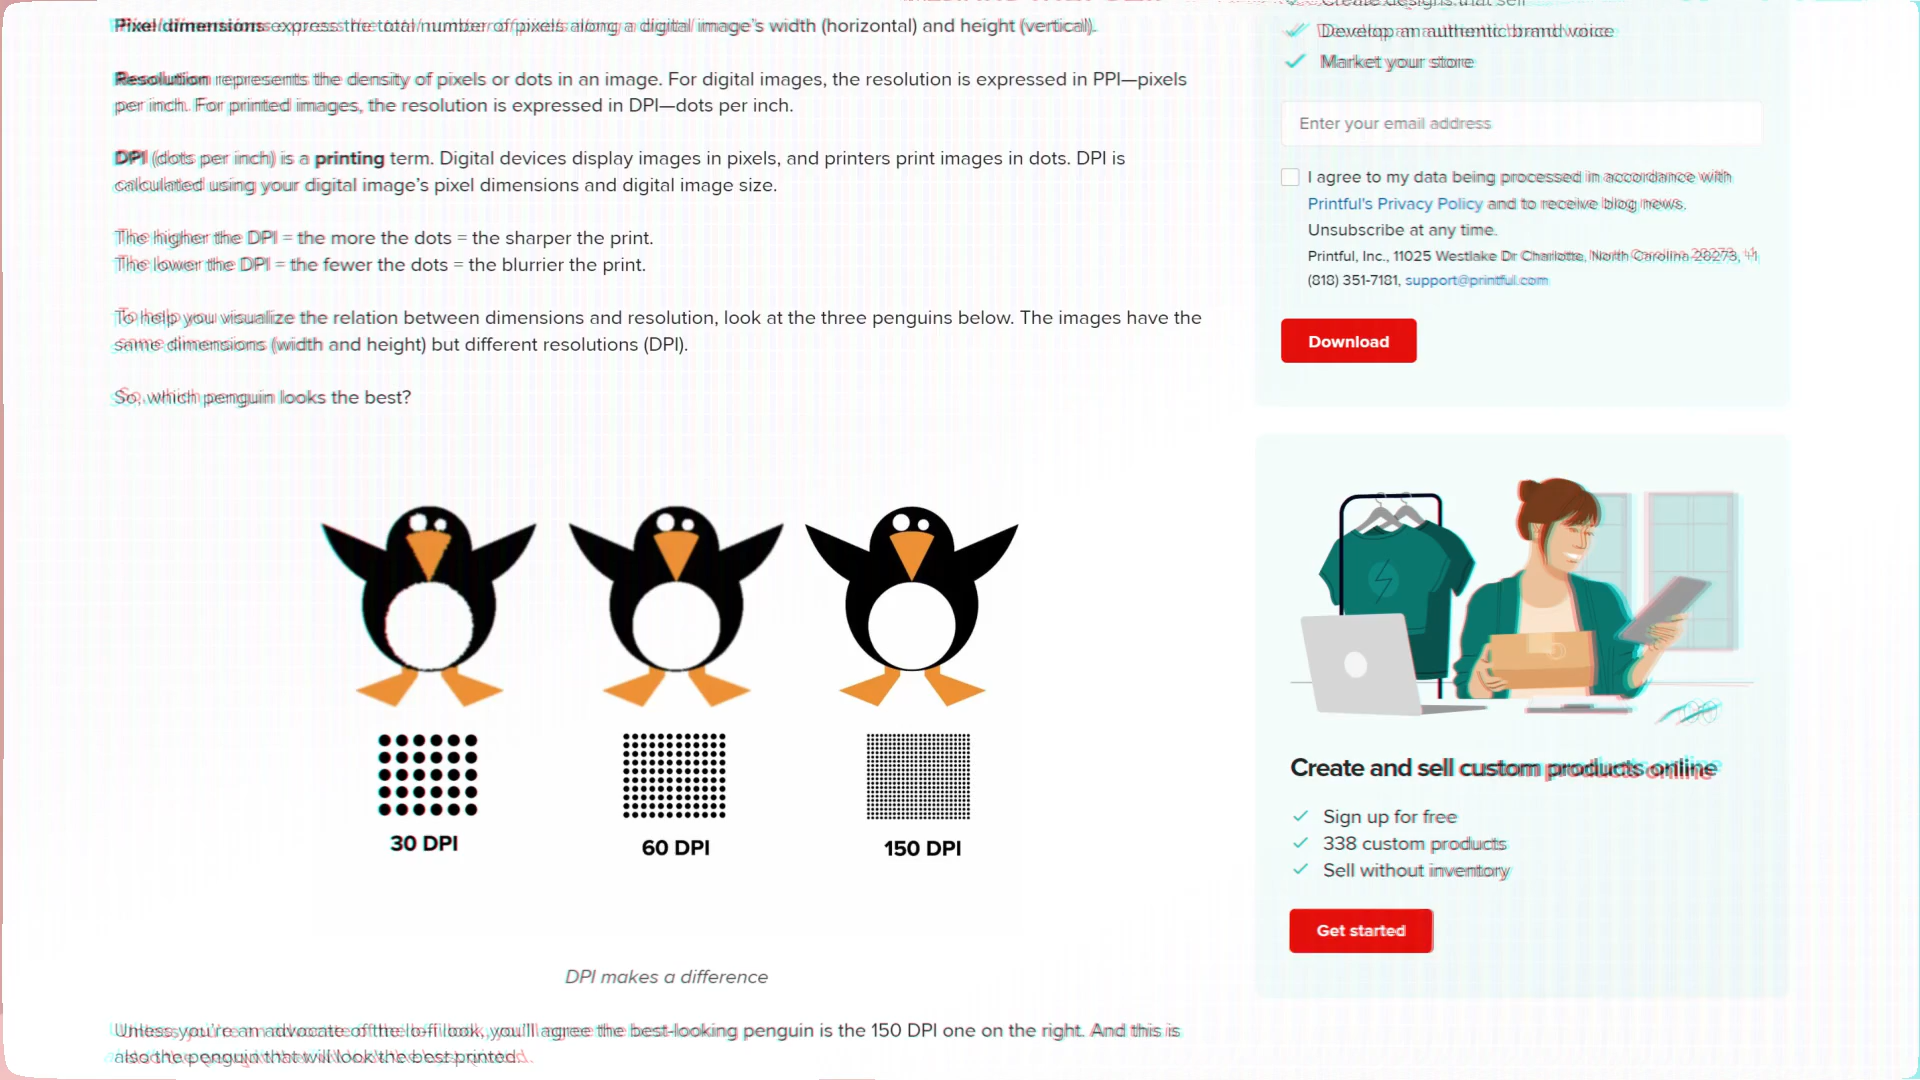 Pixel dimensions express the total number of pixels along a digital image's width (horizontal) and height (vertical).
Resolution represents the density of pixels or dots in an image. For digital images, the resolution is expressed in PPI—pixels
per inch. For printed images, the resolution is expressed in DPI—dots per inch.
DPI (dots per inch) is a printing term. Digital devices display images in pixels, and printers print images in dots. DPI is
calculated using your digital image's pixel dimensions and digital image size.
The higher the DPI = the more the dots = the sharper the print.
The lower the DPI = the fewer the dots = the blurrier the print.
To help you visualize the relation between dimensions and resolution, look at the three penguins below. The images have the
same dimensions (width and height) but different resolutions (DPI).
So, which penguin looks the best?
30 DPI
60 DPI
150 DPI
DPI makes a difference
Unless you're an advocate of the lo-fi look, you'll agree the best-looking penguin is the 150 DPI one on the right. And this is
also the penguin that will look the best printed.
Create designs that sell
Develop an authentic brand voice
Market your store
Enter your email address
I agree to my data being processed in accordance with
Printful's Privacy Policy and to receive blog news.
Unsubscribe at any time.
Printful, Inc., 11025 Westlake Dr Charlotte, North Carolina 28273, +1
(818) 351-7181, support@printful.com
Download
Create and sell custom products online
Sign up for free
338 custom products
Sell without inventory
Get started